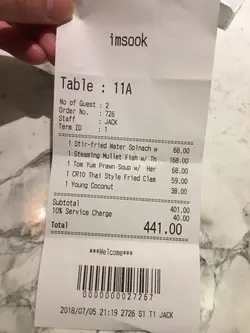 imsook
Table : 11A
No of Guest : 2
Order No. : 726
Staff : JACK
Term ID : 1
1 Stir-fried Water Spinach w 68.00
1 Steaming Mullet Fish w/ Th 168.00
1 Tom Yum Prawn Soup w/ Her 68.00
1 CR10 Thai Style Fried Clam 59.00
1 Young Coconut 38.00
Subtotal 401.00
10% Service Charge 40.00
Total 441.00
***Welcome***
0000000027267
2018/07/05 21:19 2726 S1 T1 JACK